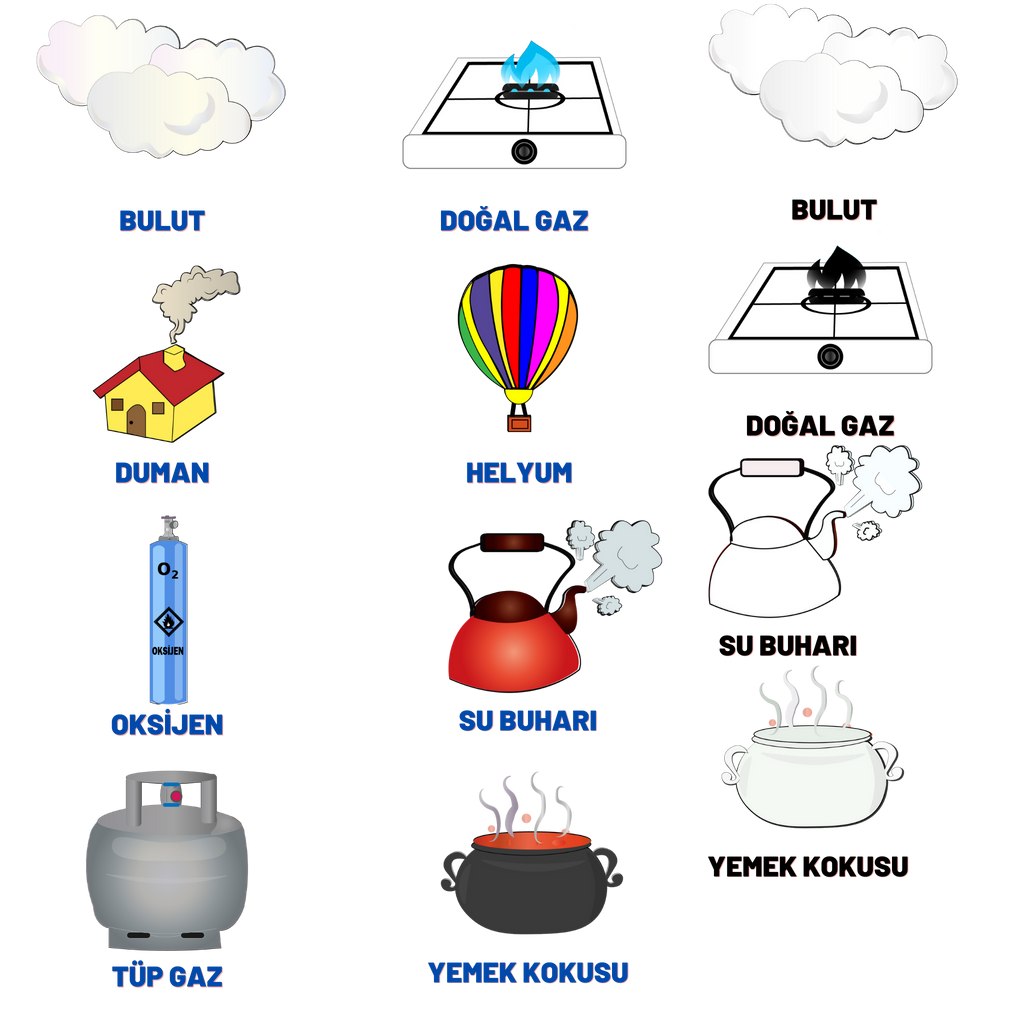 BULUT
DOĞAL GAZ
BULUT
DUMAN
HELYUM
DOĞAL GAZ
O₂
OKSİJEN
OKSİJEN
SU BUHARI
SU BUHARI
TÜP GAZ
YEMEK KOKUSU
YEMEK KOKUSU